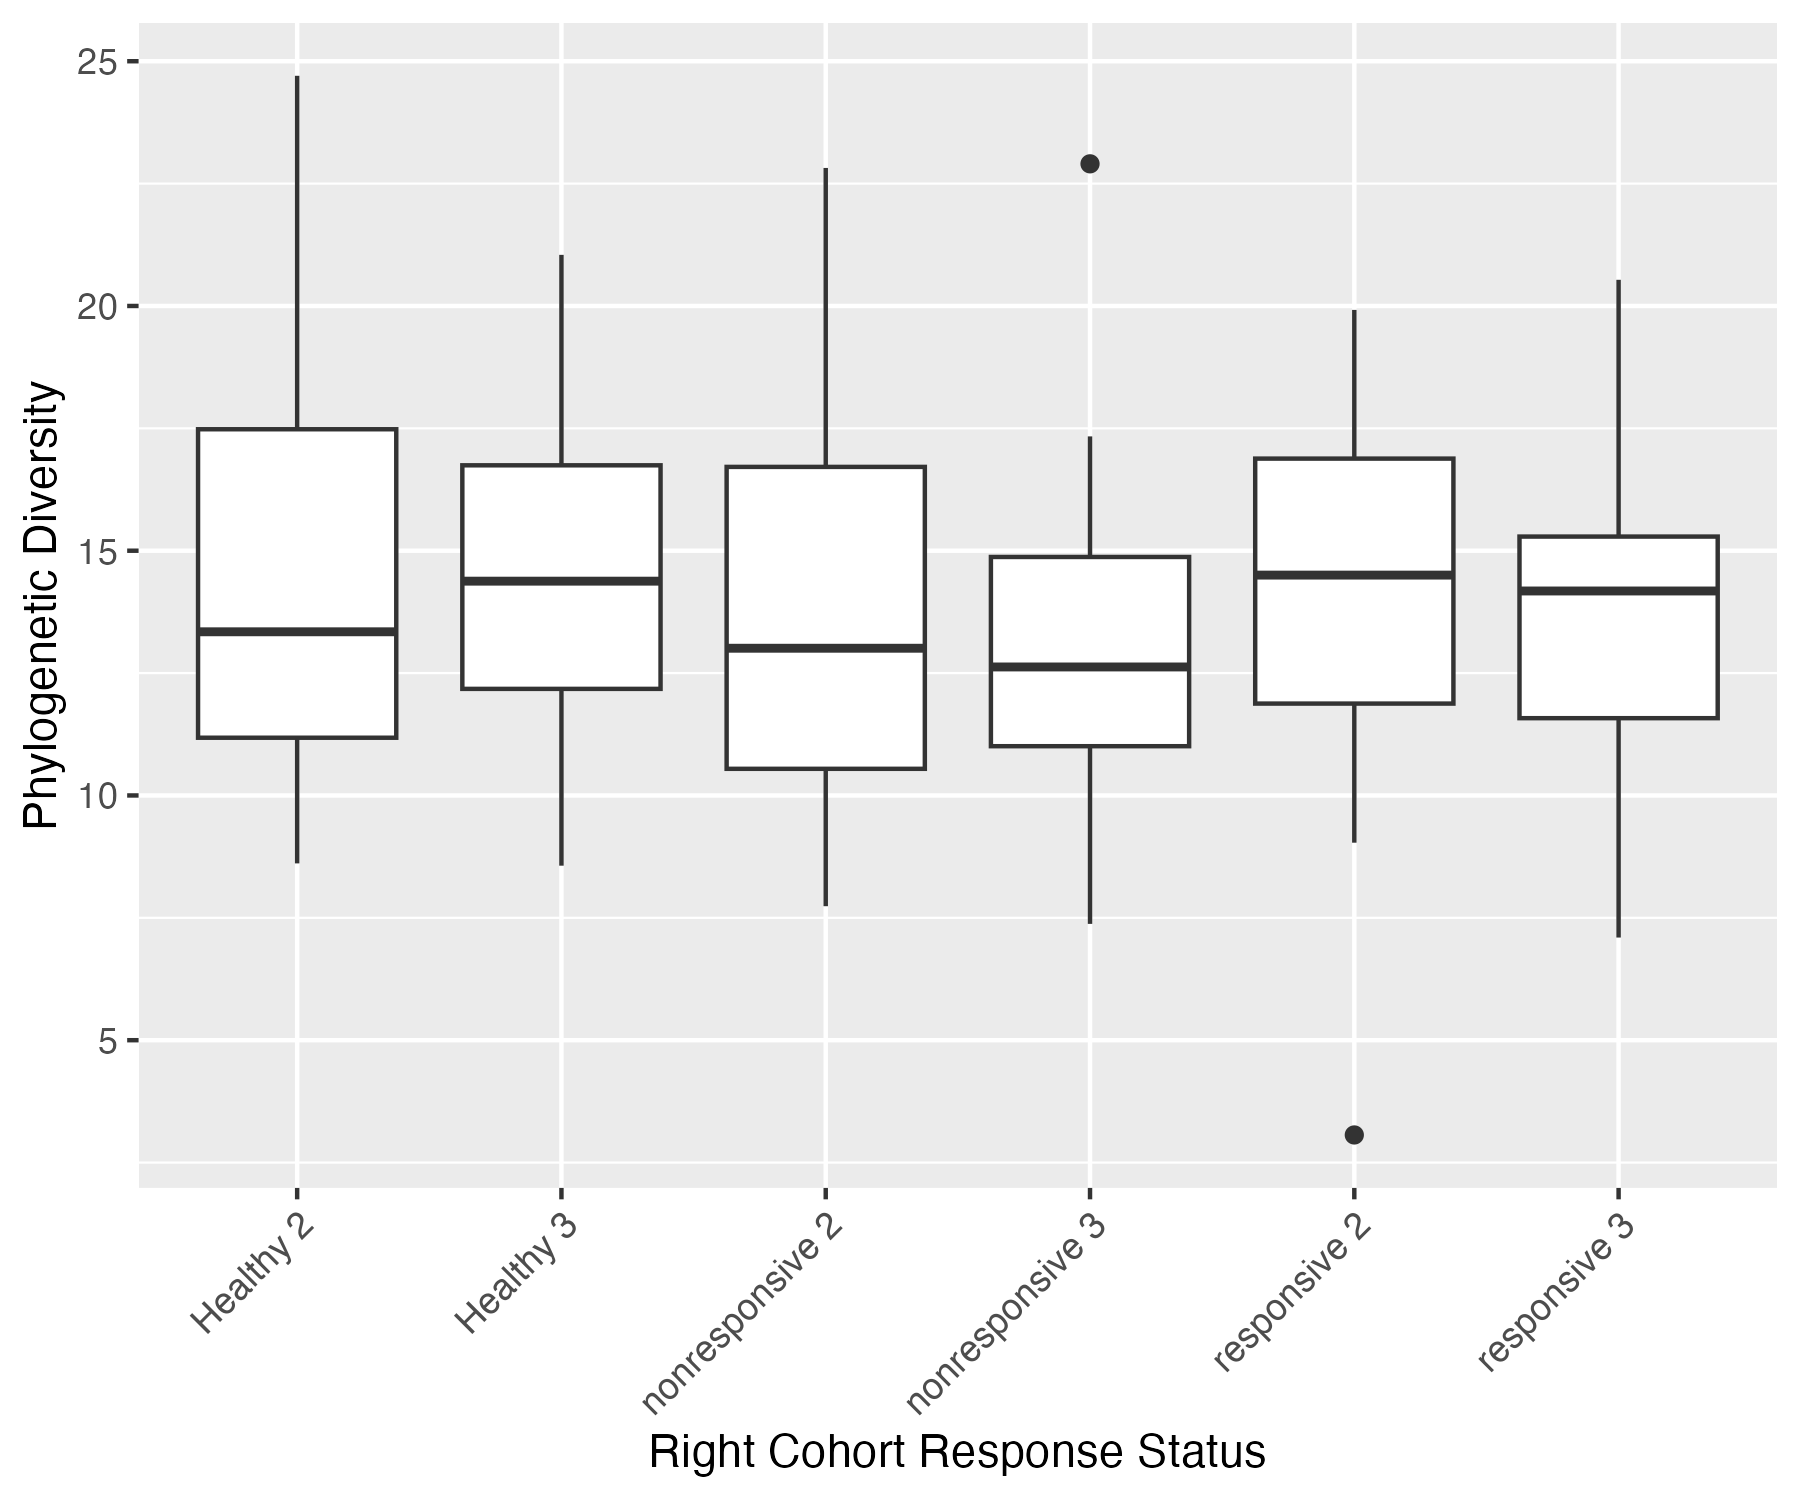 Phylogenetic Diversity
25
20
15
10
5
Healthy 2
Healthy 3
nonresponsive 2
nonresponsive 3
responsive 2
responsive 3
Right Cohort Response Status